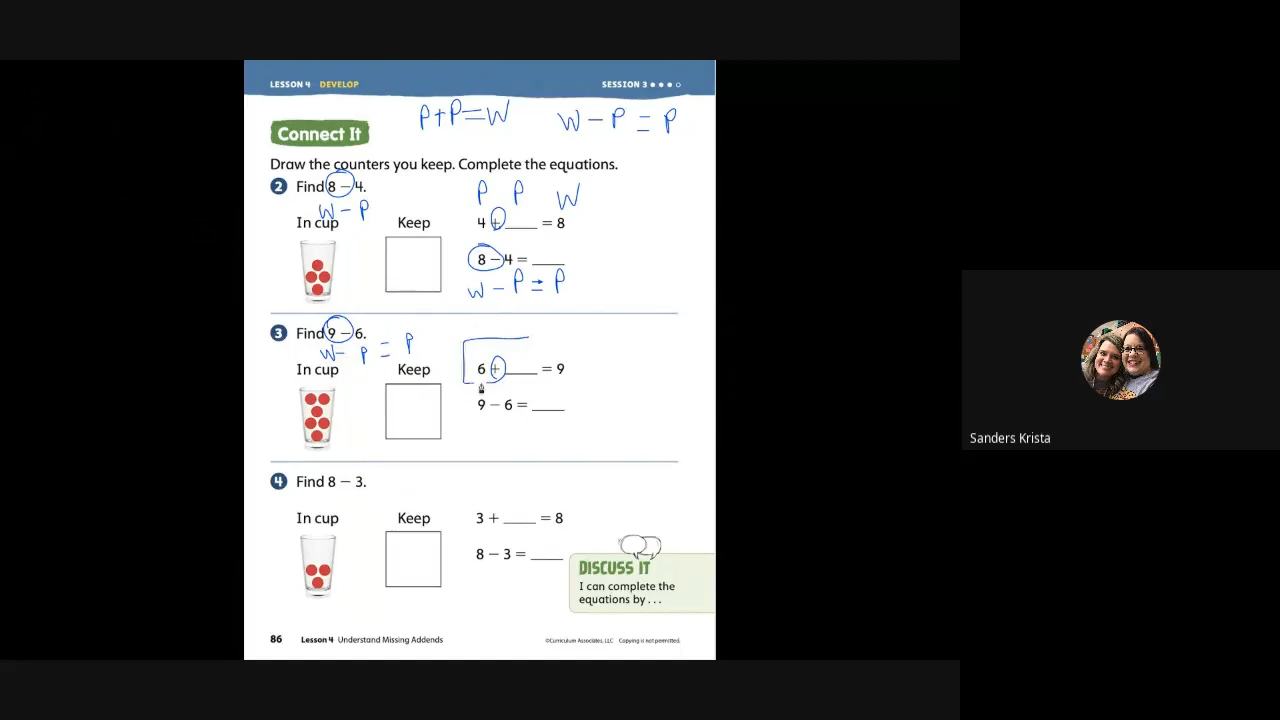 LESSON 4 DEVELOP SESSION 3
P+P=W W-P=P
Connect It
Draw the counters you keep. Complete the equations.
2 Find 8 − 4. P P W
W-P
In cup Keep 4 + ____ = 8
8 − 4 = ____
W - P = P
3 Find 9 − 6.
W- P = P
In cup Keep 6 + ____ = 9
9 − 6 = ____
4 Find 8 − 3.
In cup Keep 3 + ____ = 8
8 − 3 = ____
DISCUSS IT
I can complete the
equations by . . .
86 Lesson 4 Understand Missing Addends ©Curriculum Associates, LLC Copying is not permitted.
Sanders Krista